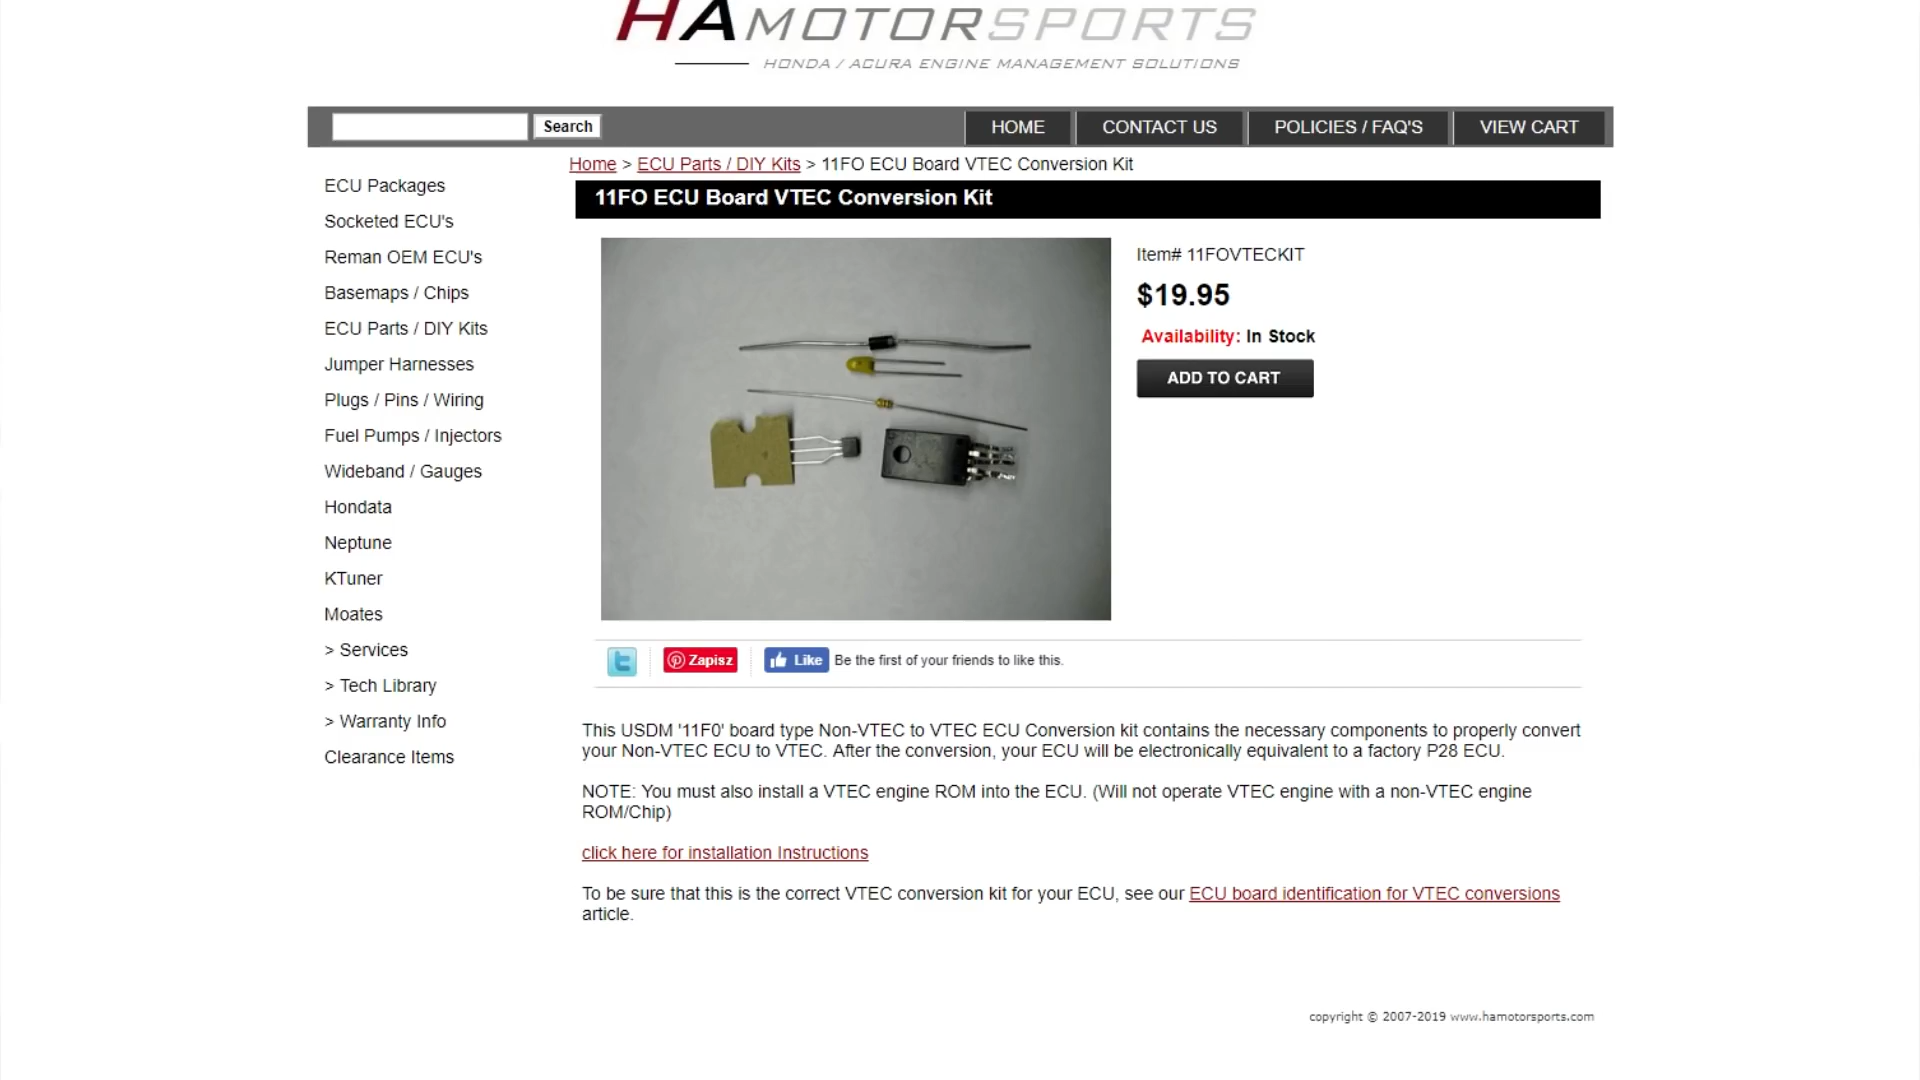 HAMOTORSPORTS
HONDA / ACURA ENGINE MANAGEMENT SOLUTIONS
Search
HOME
CONTACT US
POLICIES / FAQ'S
VIEW CART
Home > ECU Parts / DIY Kits > 11FO ECU Board VTEC Conversion Kit
ECU Packages
Socketed ECU's
Reman OEM ECU's
Basemaps / Chips
ECU Parts / DIY Kits
Jumper Harnesses
Plugs / Pins / Wiring
Fuel Pumps / Injectors
Wideband / Gauges
Hondata
Neptune
KTuner
Moates
> Services
> Tech Library
> Warranty Info
Clearance Items
11FO ECU Board VTEC Conversion Kit
Item# 11FOVTECKIT
$19.95
Availability: In Stock
ADD TO CART
Zapisz
Like
Be the first of your friends to like this.
This USDM '11F0' board type Non-VTEC to VTEC ECU Conversion kit contains the necessary components to properly convert
your Non-VTEC ECU to VTEC. After the conversion, your ECU will be electronically equivalent to a factory P28 ECU.
NOTE: You must also install a VTEC engine ROM into the ECU. (Will not operate VTEC engine with a non-VTEC engine
ROM/Chip)
click here for installation Instructions
To be sure that this is the correct VTEC conversion kit for your ECU, see our ECU board identification for VTEC conversions
article.
copyright © 2007-2019 www.hamotorsports.com